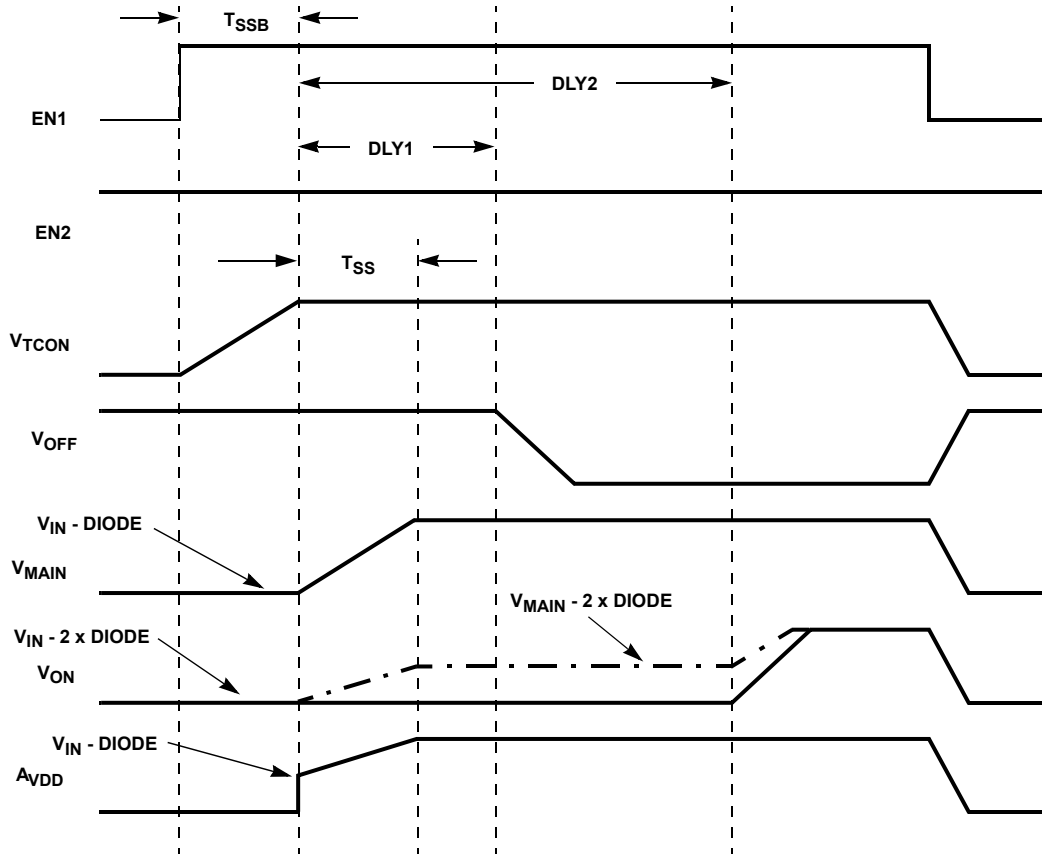 TSSB
DLY2
EN1
DLY1
EN2
TSS
VTCON
VOFF
VIN - DIODE
VMAIN
VMAIN - 2 x DIODE
VIN - 2 x DIODE
VON
VIN - DIODE
AVDD